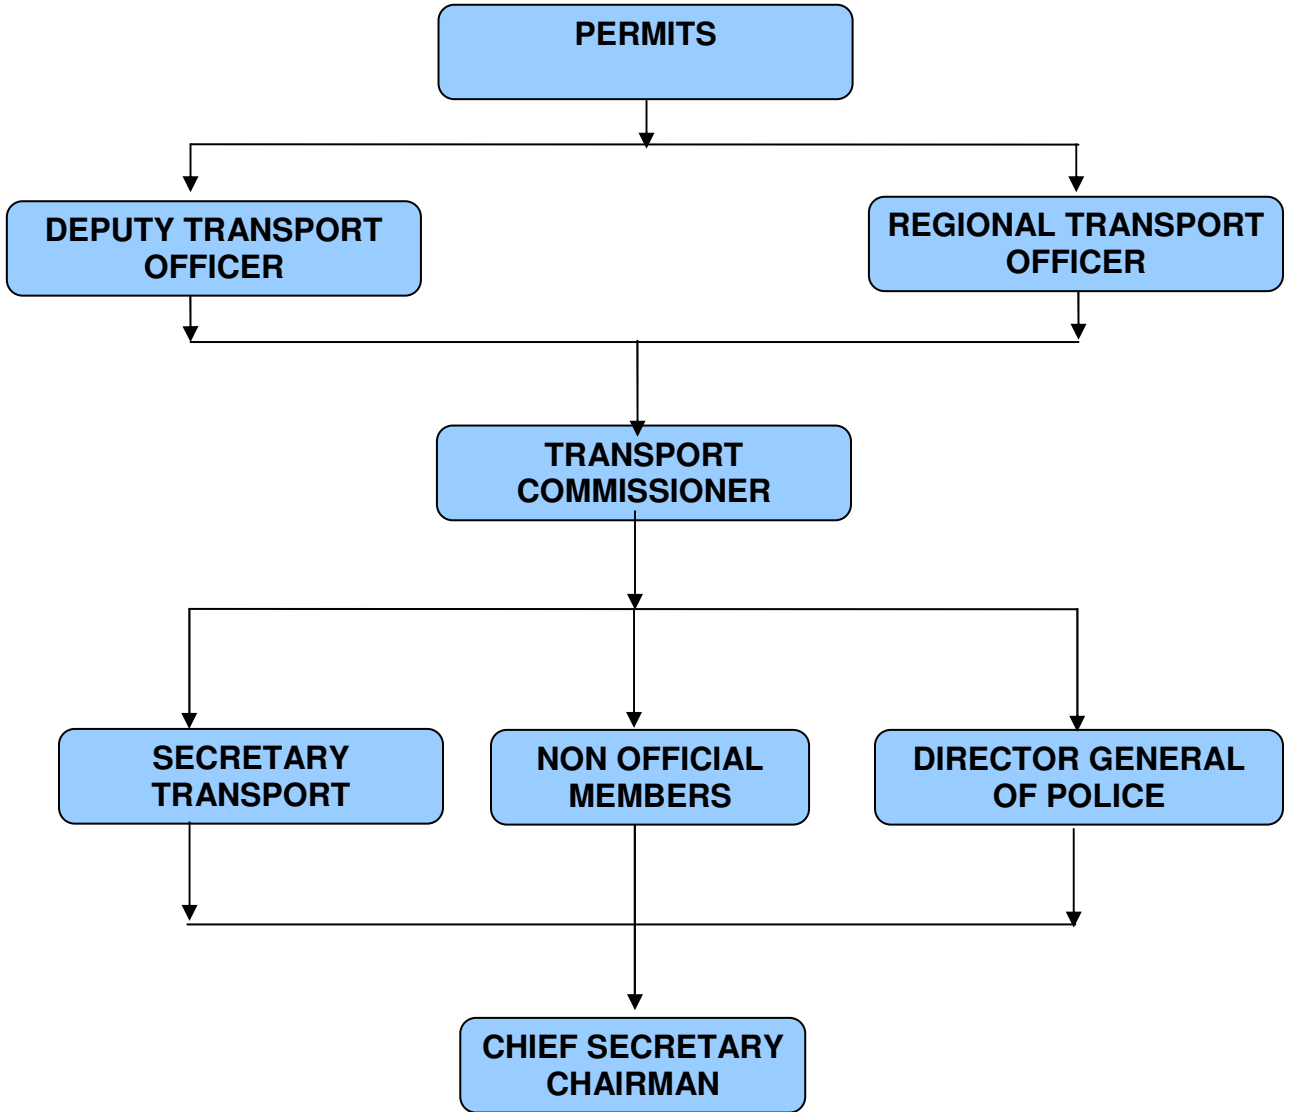 PERMITS
DEPUTY TRANSPORT
OFFICER
REGIONAL TRANSPORT
OFFICER
TRANSPORT
COMMISSIONER
SECRETARY
TRANSPORT
NON OFFICIAL
MEMBERS
DIRECTOR GENERAL
OF POLICE
CHIEF SECRETARY
CHAIRMAN